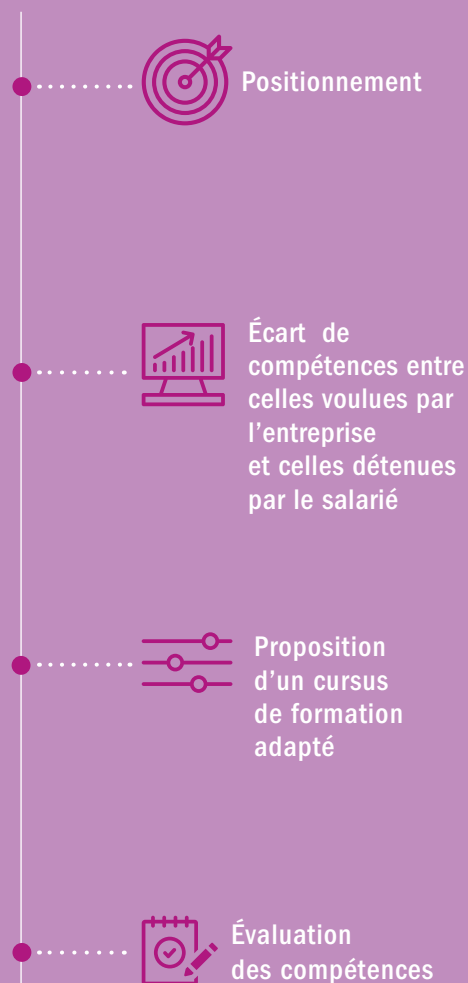 Positionnement
Écart de
compétences entre
celles voulues par
l’entreprise
et celles détenues
par le salarié
Proposition
d’un cursus
de formation
adapté
Évaluation
des compétences